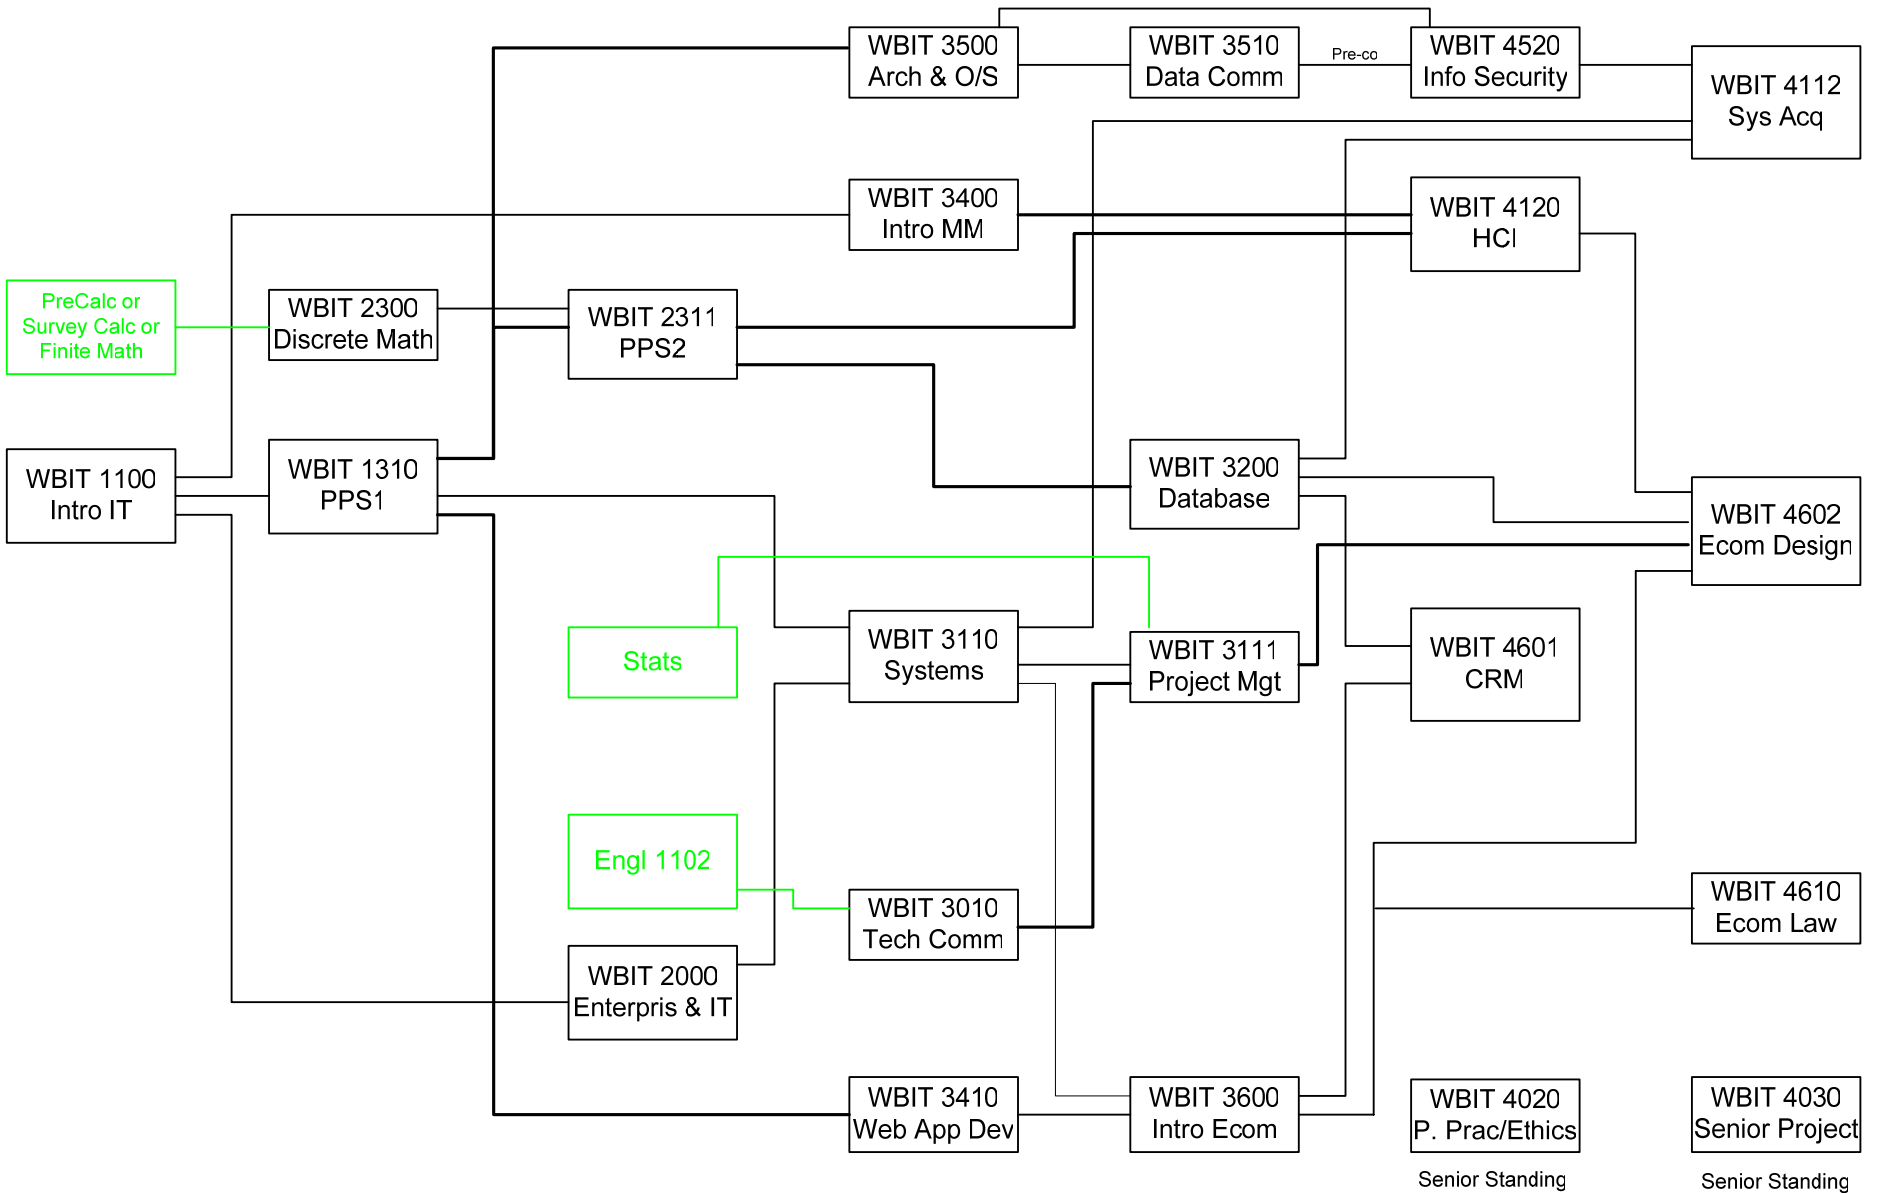 WBIT 3500
Arch & O/S
WBIT 3510
Data Comm
Pre-co
WBIT 4520
Info Security
WBIT 4112
Sys Acq
WBIT 3400
Intro MM
WBIT 4120
HCI
PreCalc or
Survey Calc or
Finite Math
WBIT 2300
Discrete Math
WBIT 2311
PPS2
WBIT 1100
Intro IT
WBIT 1310
PPS1
WBIT 3200
Database
WBIT 4602
Ecom Design
Stats
WBIT 3110
Systems
WBIT 3111
Project Mgt
WBIT 4601
CRM
Engl 1102
WBIT 3010
Tech Comm
WBIT 4610
Ecom Law
WBIT 2000
Enterpris & IT
WBIT 3410
Web App Dev
WBIT 3600
Intro Ecom
WBIT 4020
P. Prac/Ethics
Senior Standing
WBIT 4030
Senior Project
Senior Standing